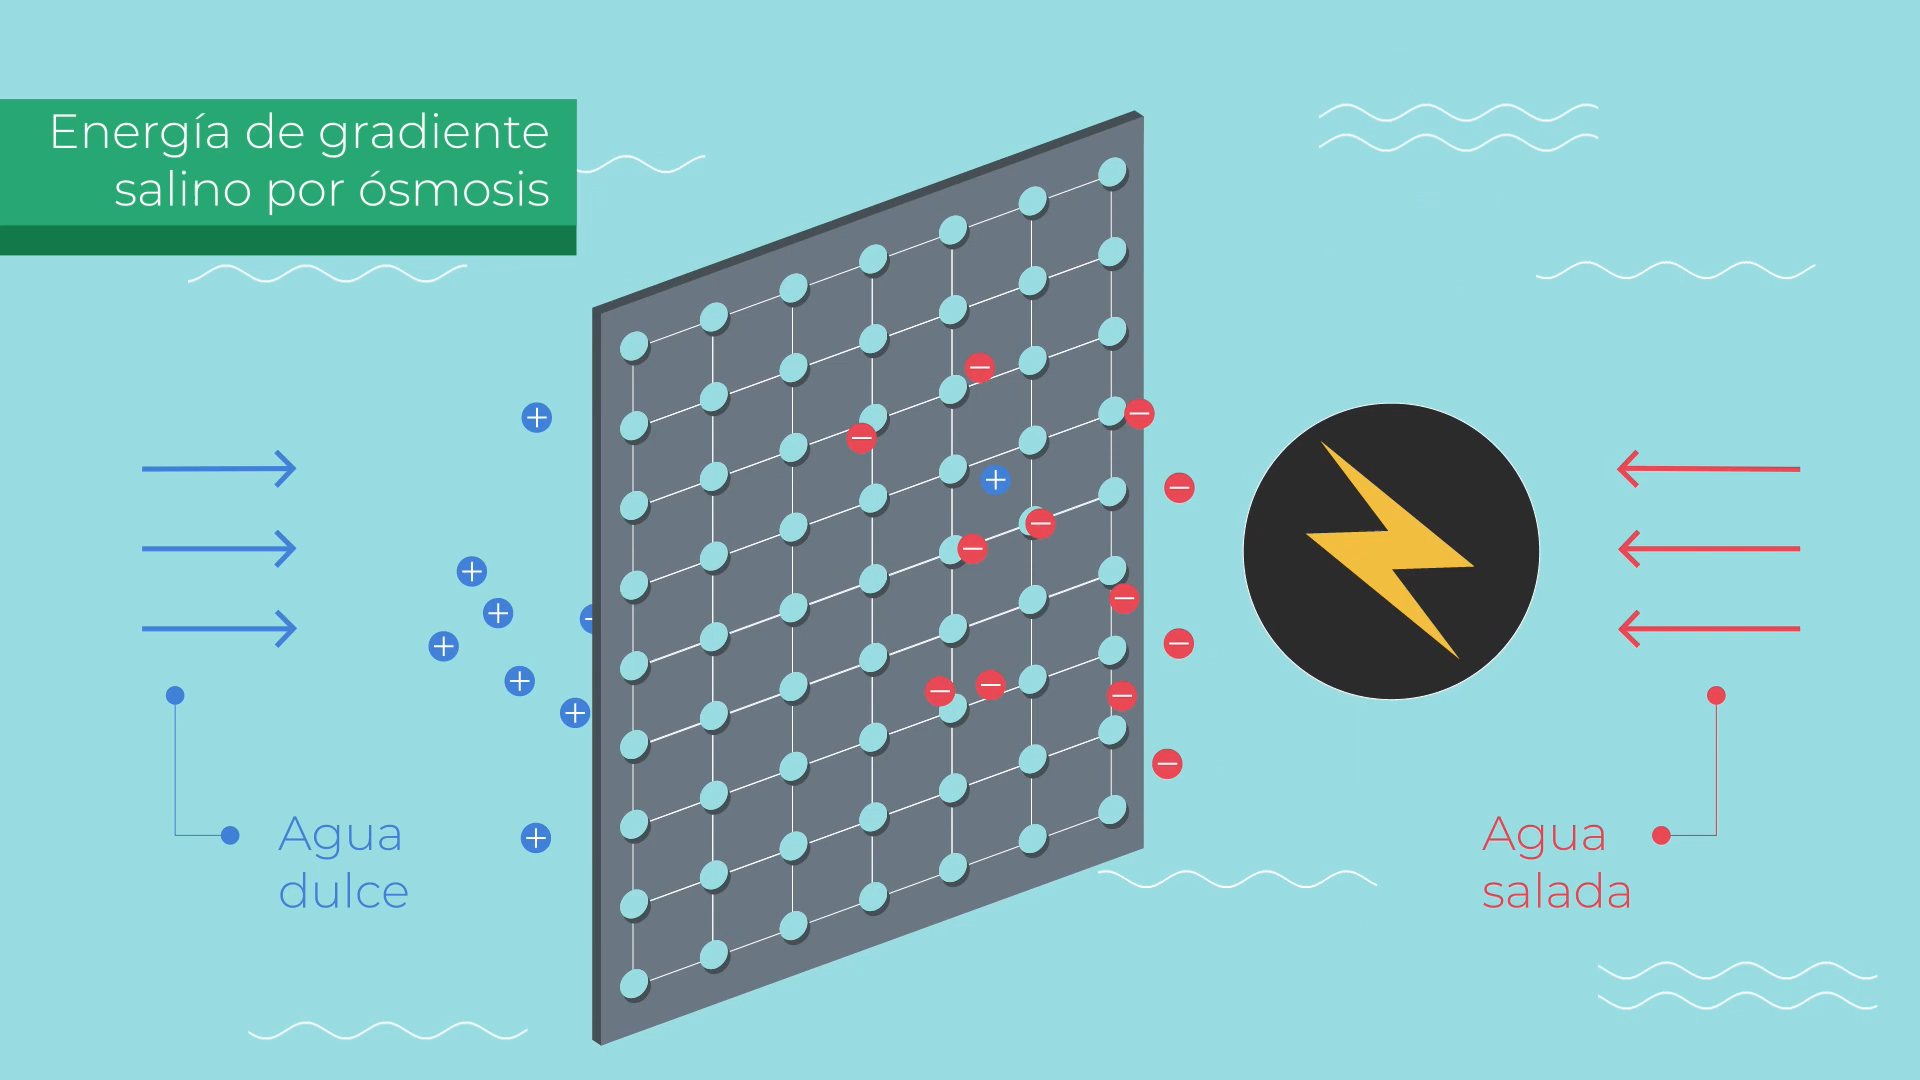 Energía de gradiente
salino por ósmosis
Agua
dulce
Agua
salada